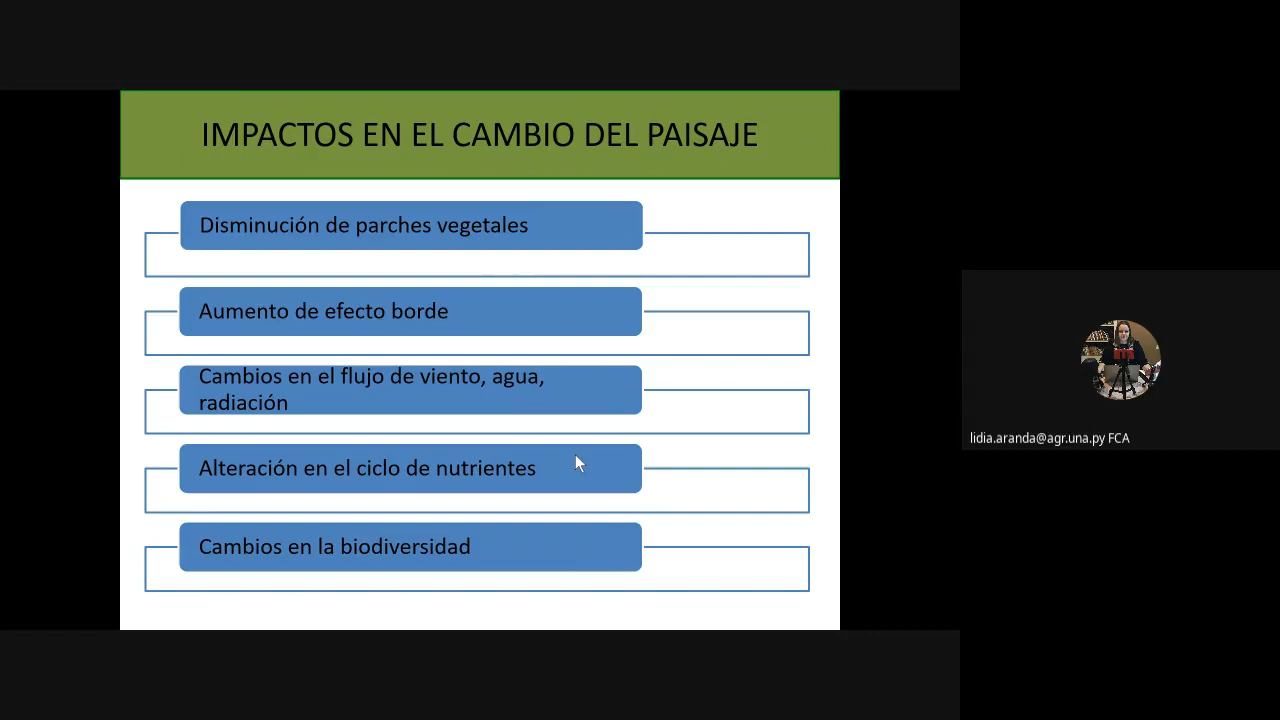 IMPACTOS EN EL CAMBIO DEL PAISAJE
Disminución de parches vegetales
Aumento de efecto borde
Cambios en el flujo de viento, agua,
radiación
Alteración en el ciclo de nutrientes
Cambios en la biodiversidad
lidia.aranda@agr.una.py FCA